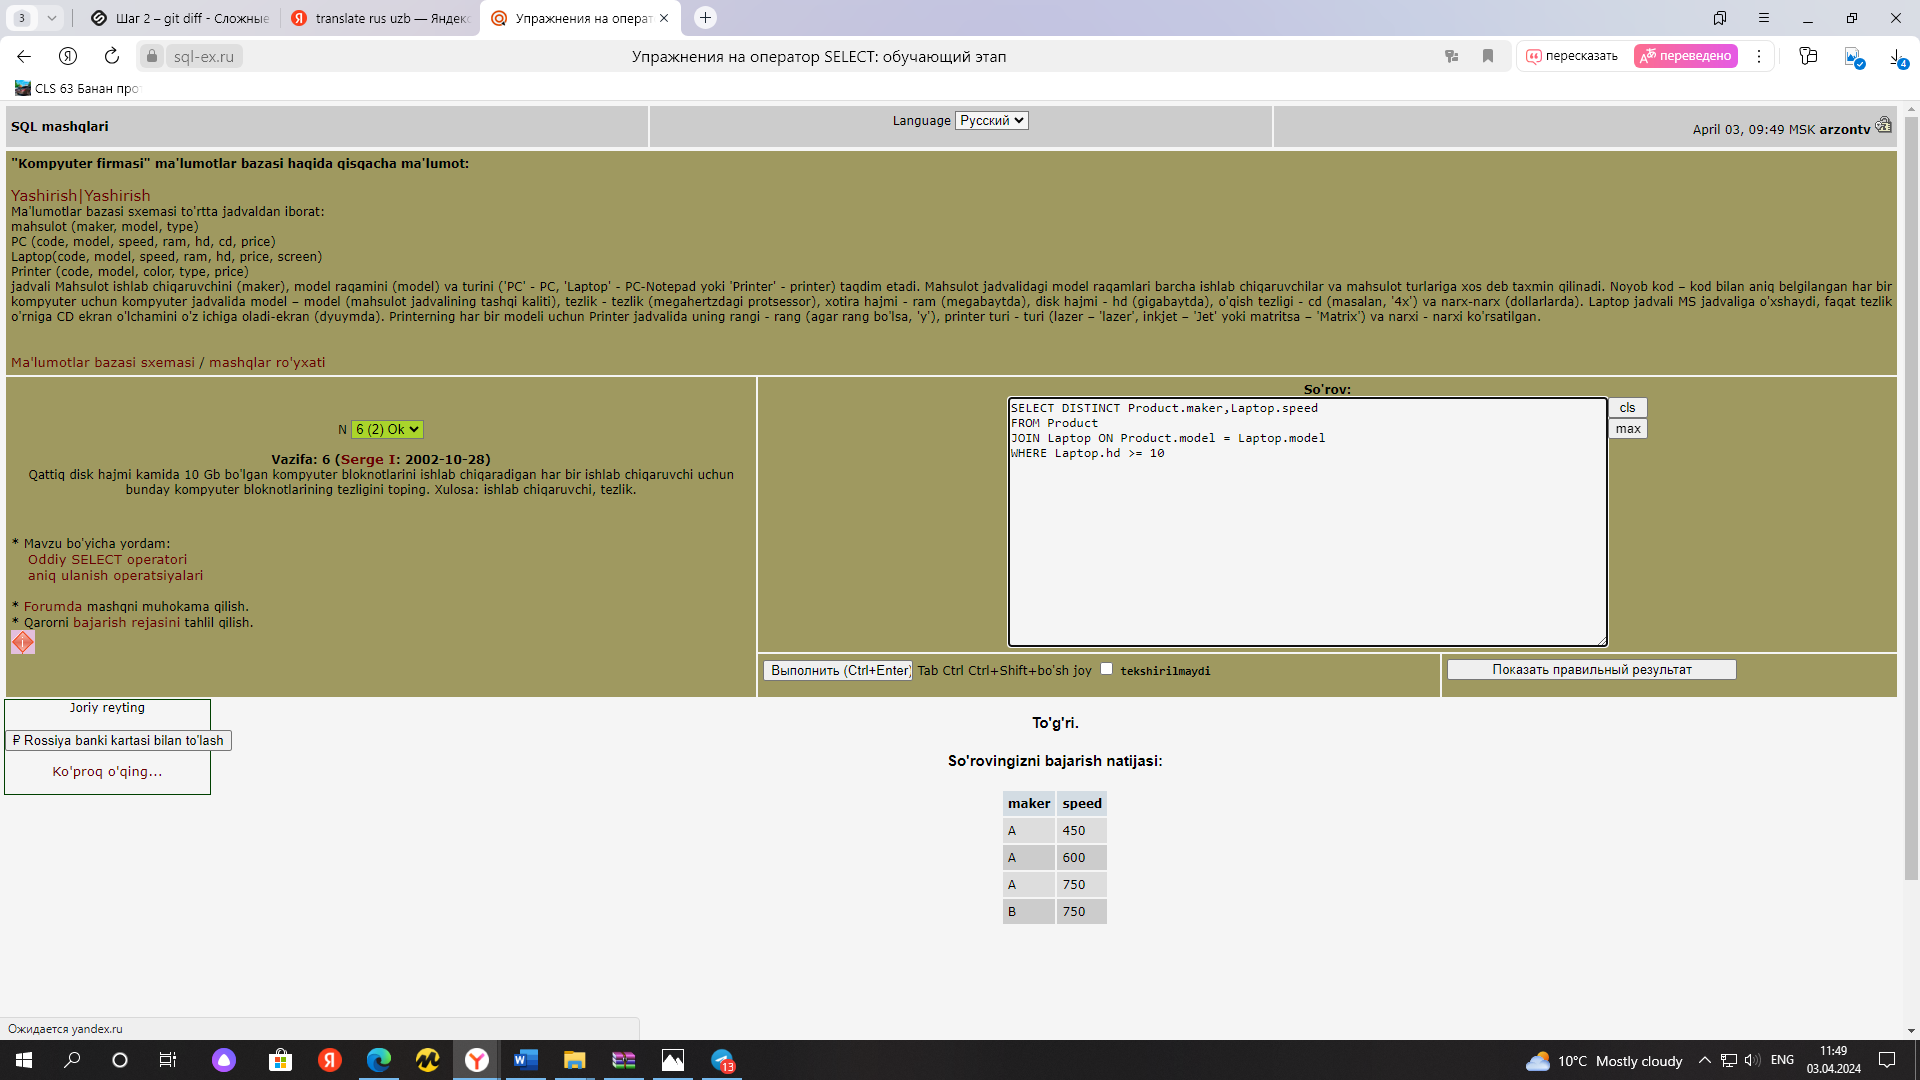 3
Шаг 2 – git diff - Сложные
translate rus uzb — Яндекс
Упражнения на операт
sql-ex.ru
Упражнения на оператор SELECT: обучающий этап
пересказать
переведено
4
CLS 63 Банан про
SQL mashqlari
Language Русский
April 03, 09:49 MSK arzontv
"Kompyuter firmasi" ma'lumotlar bazasi haqida qisqacha ma'lumot:
Yashirish|Yashirish
Ma'lumotlar bazasi sxemasi to'rtta jadvaldan iborat:
mahsulot (maker, model, type)
PC (code, model, speed, ram, hd, cd, price)
Laptop(code, model, speed, ram, hd, price, screen)
Printer (code, model, color, type, price)
jadvali Mahsulot ishlab chiqaruvchini (maker), model raqamini (model) va turini ('PC' - PC, 'Laptop' - PC-Notepad yoki 'Printer' - printer) taqdim etadi. Mahsulot jadvalidagi model raqamlari barcha ishlab chiqaruvchilar va mahsulot turlariga xos deb taxmin qilinadi. Noyob kod – kod bilan aniq belgilangan har bir
kompyuter uchun kompyuter jadvalida model – model (mahsulot jadvalining tashqi kaliti), tezlik - tezlik (megahertzdagi protsessor), xotira hajmi - ram (megabaytda), disk hajmi - hd (gigabaytda), o'qish tezligi - cd (masalan, '4x') va narx-narx (dollarlarda). Laptop jadvali MS jadvaliga o'xshaydi, faqat tezlik
o'rniga CD ekran o'lchamini o'z ichiga oladi-ekran (dyuymda). Printerning har bir modeli uchun Printer jadvalida uning rangi - rang (agar rang bo'lsa, 'y'), printer turi - turi (lazer – 'lazer', inkjet – 'Jet' yoki matritsa – 'Matrix') va narxi - narxi ko'rsatilgan.
Ma'lumotlar bazasi sxemasi / mashqlar ro'yxati
N 6 (2) Ok
Vazifa: 6 (Serge I: 2002-10-28)
Qattiq disk hajmi kamida 10 Gb bo'lgan kompyuter bloknotlarini ishlab chiqaradigan har bir ishlab chiqaruvchi uchun
bunday kompyuter bloknotlarining tezligini toping. Xulosa: ishlab chiqaruvchi, tezlik.
* Mavzu bo'yicha yordam:
Oddiy SELECT operatori
aniq ulanish operatsiyalari
* Forumda mashqni muhokama qilish.
* Qarorni bajarish rejasini tahlil qilish.
So'rov:
SELECT DISTINCT Product.maker,Laptop.speed
FROM Product
JOIN Laptop ON Product.model = Laptop.model
WHERE Laptop.hd >= 10
cls
max
Выполнить (Ctrl+Enter) Tab Ctrl Ctrl+Shift+bo'sh joy tekshirilmaydi
Показать правильный результат
Joriy reyting
₽ Rossiya banki kartasi bilan to'lash
Ko'proq o'qing...
To'g'ri.
So'rovingizni bajarish natijasi:
maker speed
A 450
A 600
A 750
B 750
Ожидается yandex.ru
13
10°C Mostly cloudy
ENG
11:49
03.04.2024